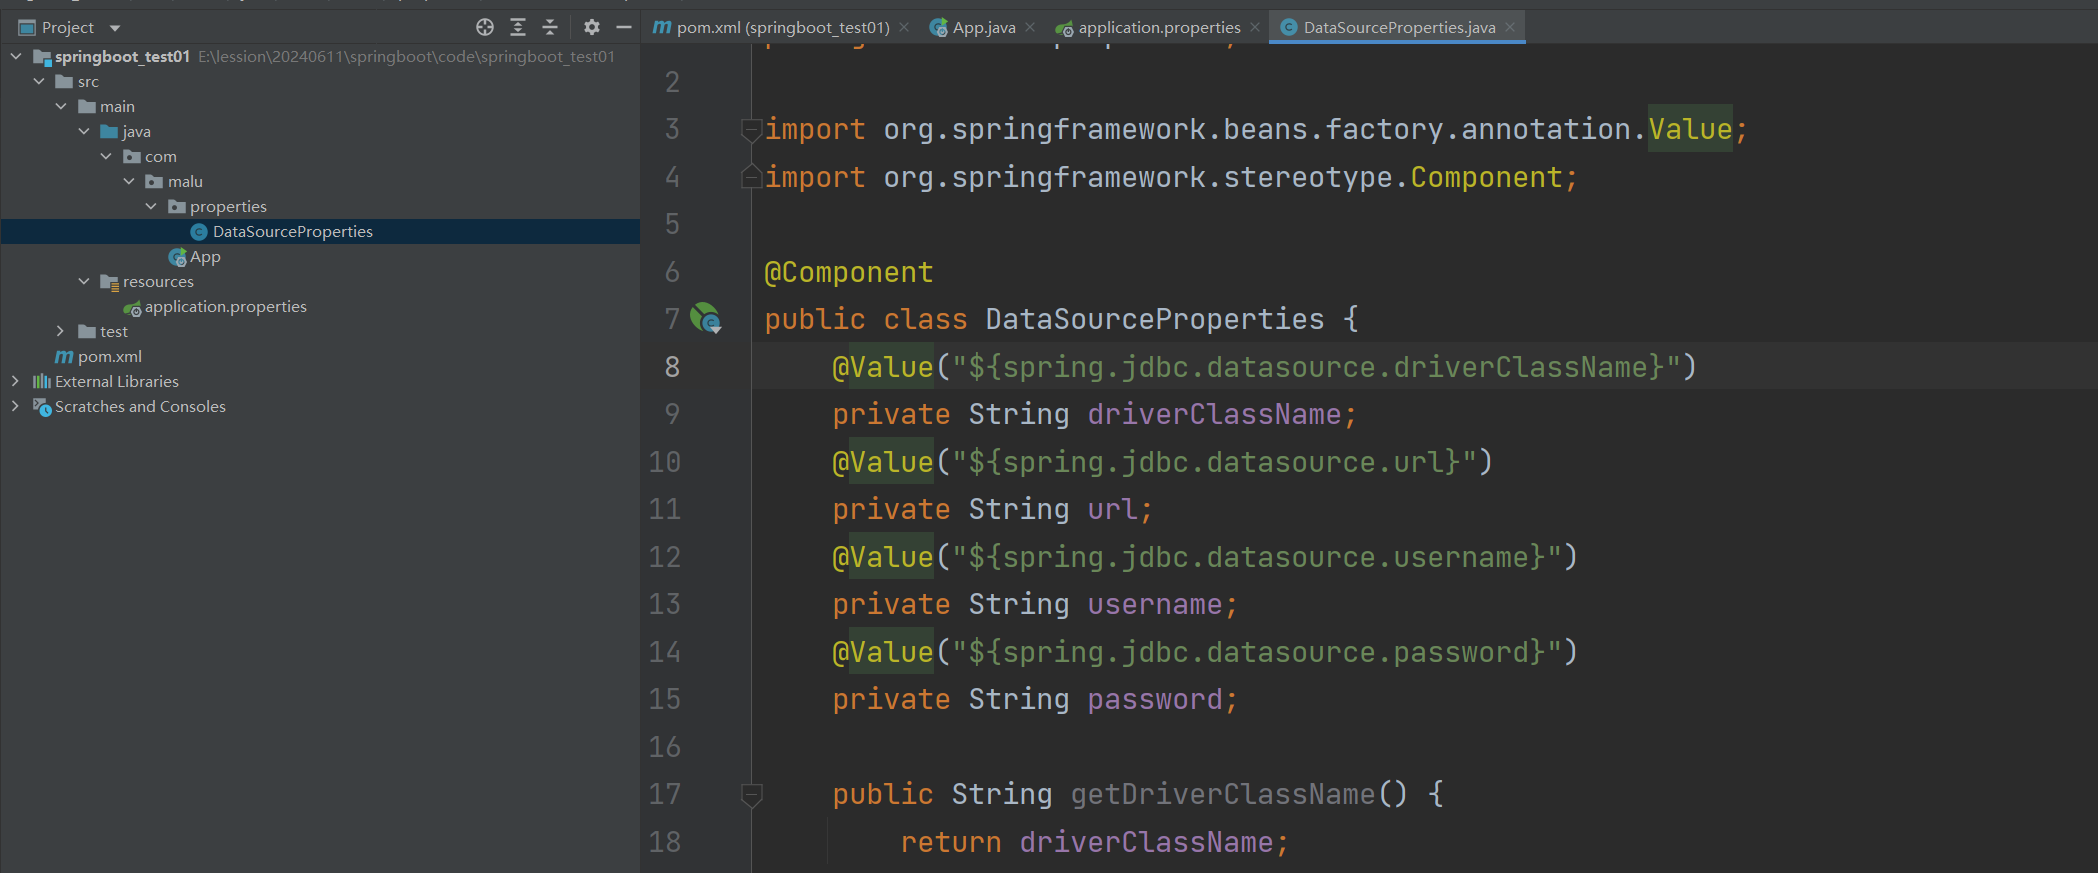 Project
springboot_test01 E:\lession\20240611\springboot\code\springboot_test01
src
main
java
com
malu
properties
DataSourceProperties
App
resources
application.properties
test
pom.xml
External Libraries
Scratches and Consoles
pom.xml (springboot_test01) App.java application.properties DataSourceProperties.java
2
3 import org.springframework.beans.factory.annotation.Value;
4 import org.springframework.stereotype.Component;
5
6 @Component
7 public class DataSourceProperties {
8 @Value("${spring.jdbc.datasource.driverClassName}")
9 private String driverClassName;
10 @Value("${spring.jdbc.datasource.url}")
11 private String url;
12 @Value("${spring.jdbc.datasource.username}")
13 private String username;
14 @Value("${spring.jdbc.datasource.password}")
15 private String password;
16
17 public String getDriverClassName() {
18 return driverClassName;